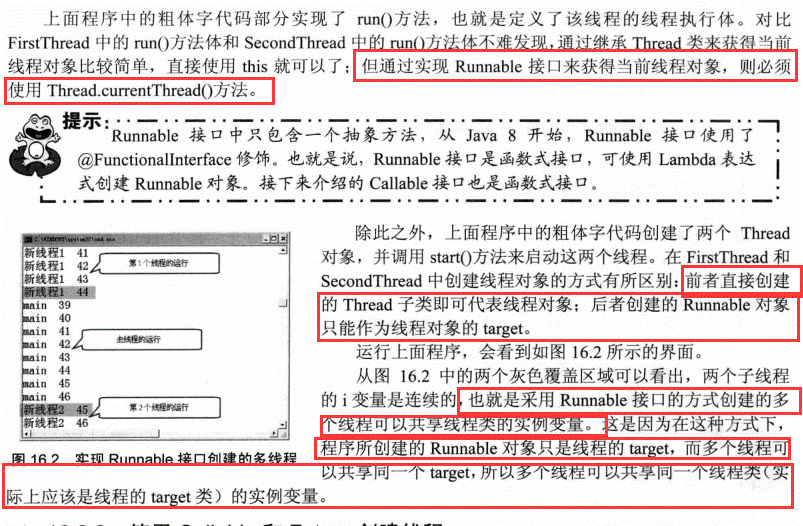 上面程序中的粗体字代码部分实现了 run()方法，也就是定义了该线程的线程执行体。对比
FirstThread 中的 run()方法体和 SecondThread 中的 run()方法体不难发现，通过继承 Thread 类来获得当前
线程对象比较简单，直接使用 this 就可以了；但通过实现 Runnable 接口来获得当前线程对象，则必须
使用 Thread.currentThread()方法。
提示：
Runnable 接口中只包含一个抽象方法，从 Java 8 开始，Runnable 接口使用了
@FunctionalInterface 修饰。也就是说，Runnable 接口是函数式接口，可使用 Lambda 表达
式创建 Runnable 对象。接下来介绍的 Callable 接口也是函数式接口。
新线程1 41
新线程1 42
新线程1 43
新线程1 44
main 39
main 40
main 41
main 42
main 43
main 44
main 45
main 46
新线程2 45
新线程2 46
第1个线程的运行
主线程的运行
第2个线程的运行
图 16.2 实现 Runnable 接口创建的多线程
除此之外，上面程序中的粗体字代码创建了两个 Thread
对象，并调用 start()方法来启动这两个线程。在 FirstThread 和
SecondThread 中创建线程对象的方式有所区别：前者直接创建
的 Thread 子类即可代表线程对象；后者创建的 Runnable 对象
只能作为线程对象的 target。
运行上面程序，会看到如图 16.2 所示的界面。
从图 16.2 中的两个灰色覆盖区域可以看出，两个子线程
的 i 变量是连续的，也就是采用 Runnable 接口的方式创建的多
个线程可以共享线程类的实例变量。这是因为在这种方式下，
程序所创建的 Runnable 对象只是线程的 target，而多个线程可
以共享同一个 target，所以多个线程可以共享同一个线程类（实
际上应该是线程的 target 类）的实例变量。